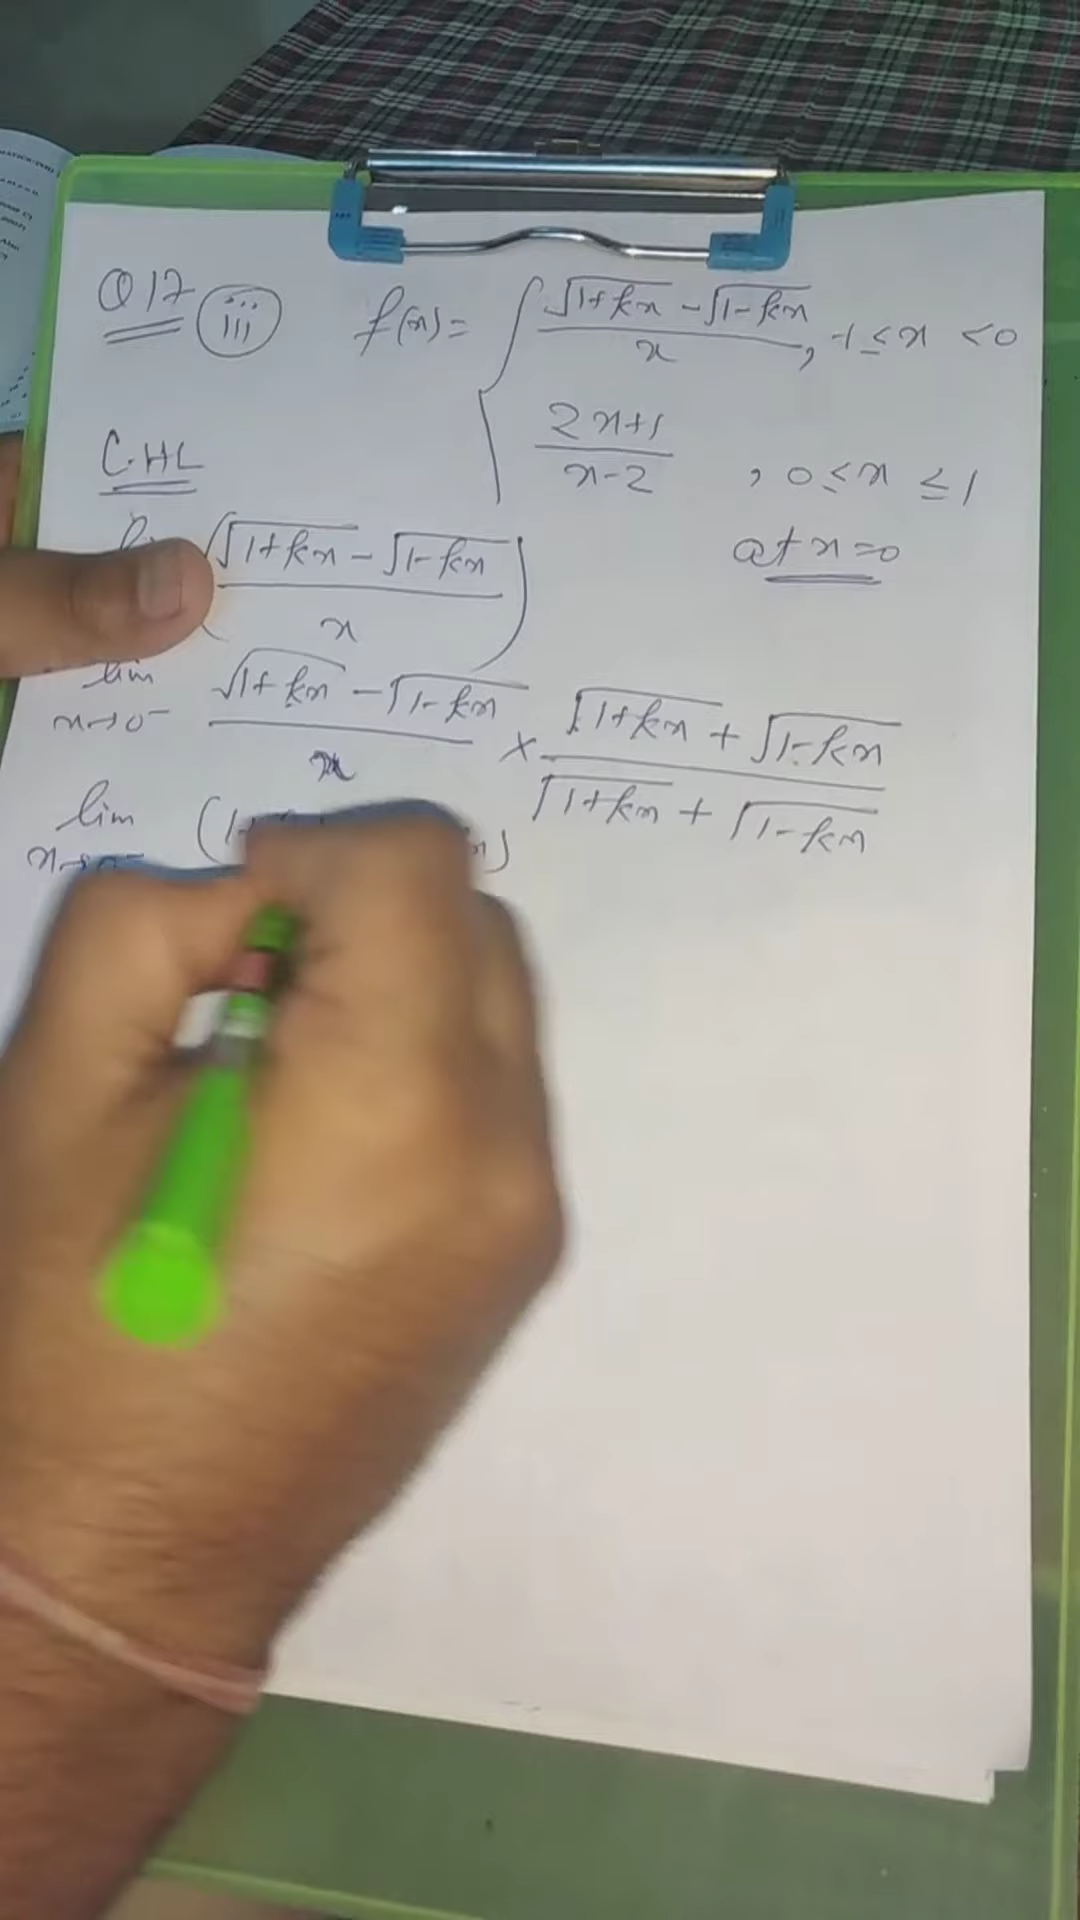 Q17 (iii) f(x) = { √1+kx - √1-kx / x , -1 ≤ x < 0
2x+1 / x-2 , 0 ≤ x ≤ 1
at x=0
C.HL
( √1+kx - √1-kx / x )
lim x→0⁻ √1+kx - √1-kx / x × √1+kx + √1-kx / √1+kx + √1-kx
lim